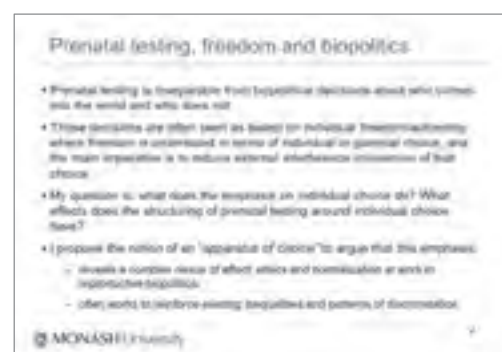 Prenatal testing, freedom and biopolitics
• Prenatal testing is inseparable from biopolitical decisions about who comes
into the world and who does not
• These decisions are often seen as based on individual freedom/autonomy
where freedom is understood in terms of individual or parental choice, and
the main imperative is to reduce external interference of that
choice
• My question is: what does the emphasis on individual choice do? What
effects does the structuring of prenatal testing around individual choice
have?
• I propose the notion of an "apparatus of choice" to argue that this emphasis:
– reveals a complex nexus of affect, ethics and normalisation at work in
reproductive biopolitics
– often works to reinforce existing inequalities and patterns of discrimination
MONASH University